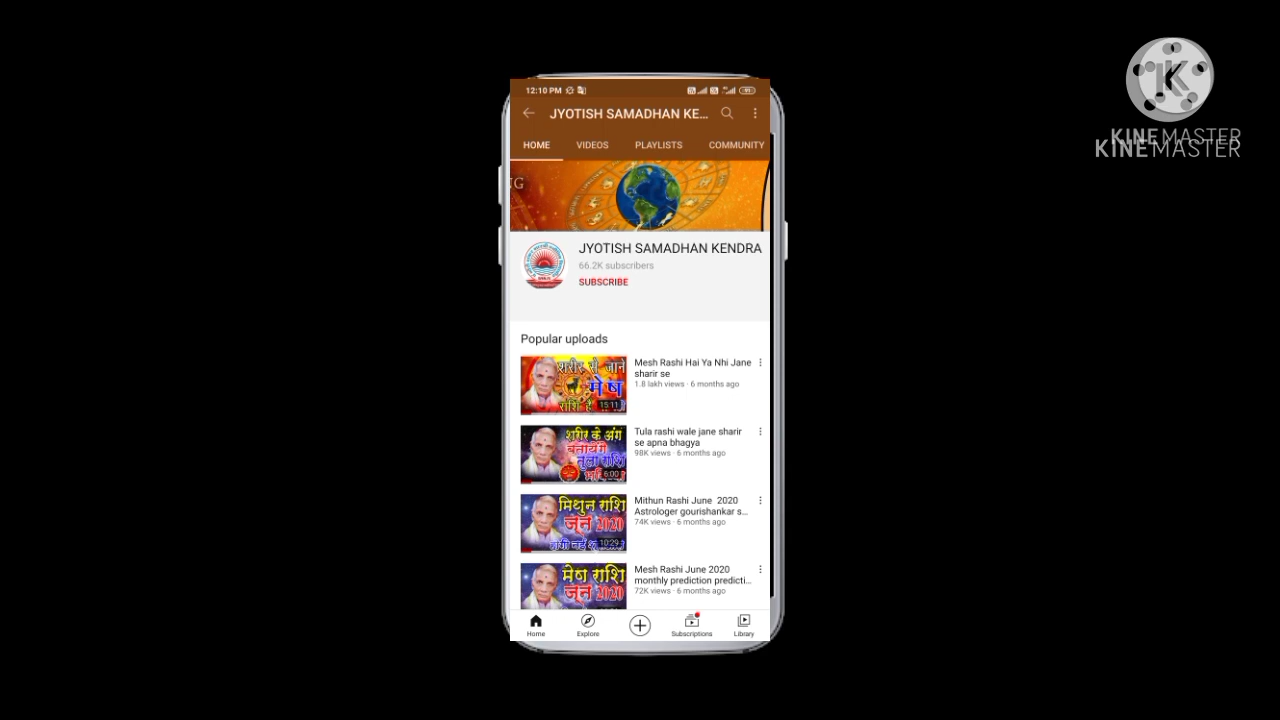 12:10 PM
JYOTISH SAMADHAN KE...
HOME VIDEOS PLAYLISTS COMMUNITY
JYOTISH SAMADHAN KENDRA
66.2K subscribers
SUBSCRIBE
Popular uploads
शरीर से जाने
मेष
राशि है
15:11
Mesh Rashi Hai Ya Nhi Jane
sharir se
1.8 lakh views · 6 months ago
शरीर के अंग
बतायेंगे
तुला राशि
6:00
Tula rashi wale jane sharir
se apna bhagya
98K views · 6 months ago
मिथुन राशि
जून 2020
10:29
Mithun Rashi June 2020
Astrologer gourishankar s...
74K views · 6 months ago
मेष राशि
जून 2020
Mesh Rashi June 2020
monthly prediction predicti...
72K views · 6 months ago
Home Explore Subscriptions Library
KINEMASTER
KINEMASTER